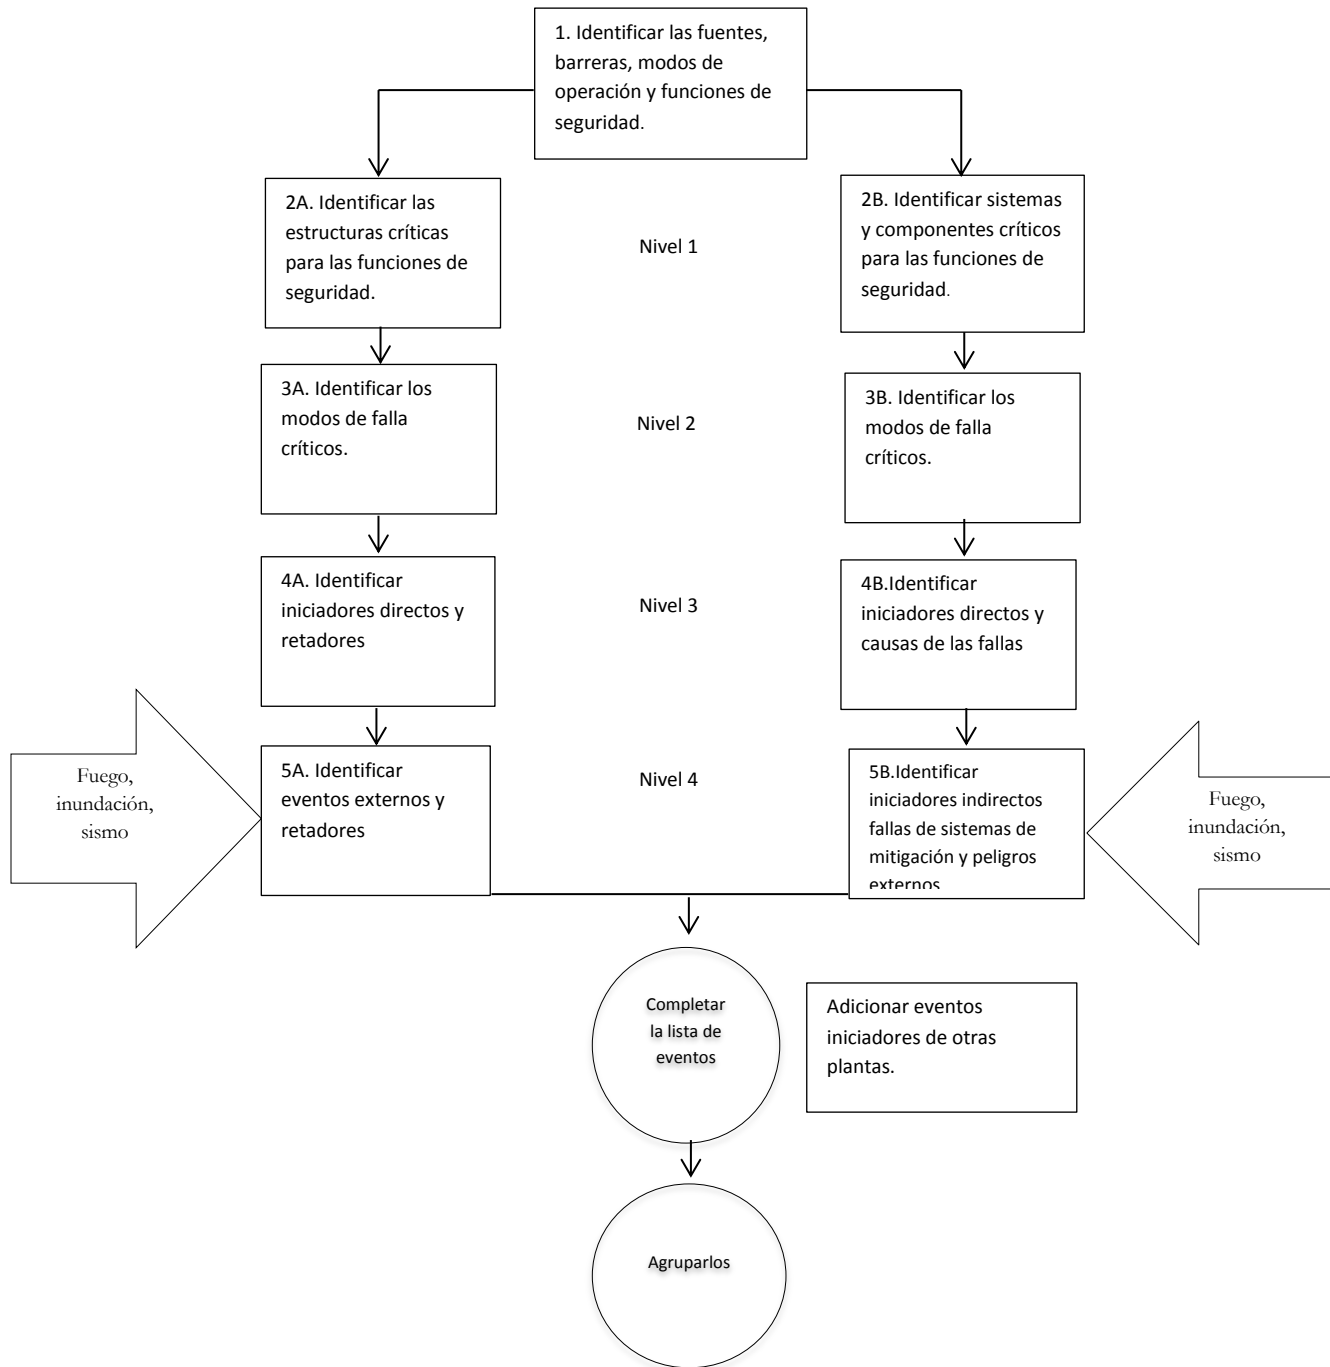 1. Identificar las fuentes,
barreras, modos de
operación y funciones de
seguridad.
2A. Identificar las
estructuras críticas
para las funciones de
seguridad.
Nivel 1
2B. Identificar sistemas
y componentes críticos
para las funciones de
seguridad.
3A. Identificar los
modos de falla
críticos.
Nivel 2
3B. Identificar los
modos de falla
críticos.
4A. Identificar
iniciadores directos y
retadores
Nivel 3
4B.Identificar
iniciadores directos y
causas de las fallas
Fuego,
inundación,
sismo
5A. Identificar
eventos externos y
retadores
Nivel 4
5B.Identificar
iniciadores indirectos
fallas de sistemas de
mitigación y peligros
externos
Fuego,
inundación,
sismo
Completar
la lista de
eventos
Adicionar eventos
iniciadores de otras
plantas.
Agruparlos